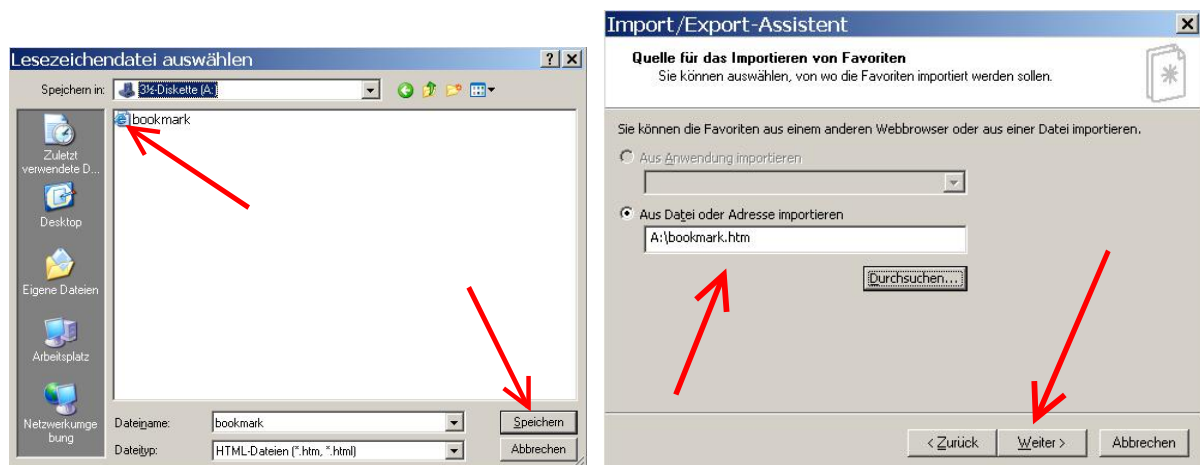 Lesezeichendatei auswählen
Speichern in:
3½-Diskette (A:)
bookmark
Zuletzt
verwendete D...
Desktop
Eigene Dateien
Arbeitsplatz
Netzwerkumge
bung
Dateiname:
bookmark
Speichern
Dateityp:
HTML-Dateien (*.htm, *.html)
Abbrechen
Import/Export-Assistent
Quelle für das Importieren von Favoriten
Sie können auswählen, von wo die Favoriten importiert werden sollen.
Sie können die Favoriten aus einem anderen Webbrowser oder aus einer Datei importieren.
Aus Anwendung importieren
Aus Datei oder Adresse importieren
A:\bookmark.htm
Durchsuchen...
< Zurück
Weiter >
Abbrechen